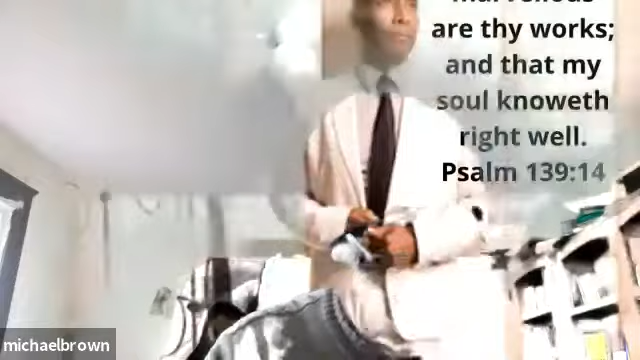 are thy works;
and that my
soul knoweth
right well.
Psalm 139:14
michaelbrown